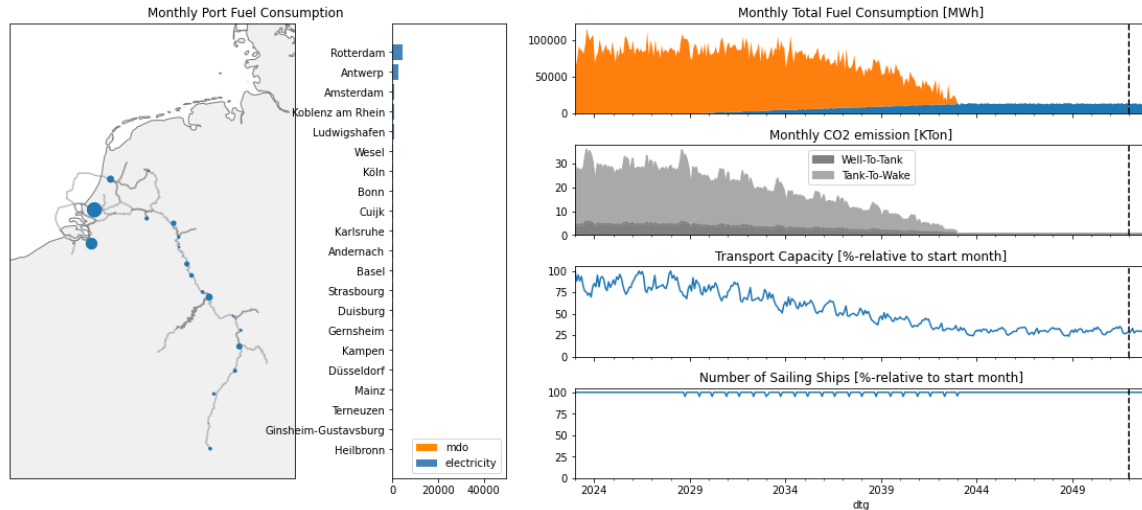 Monthly Port Fuel Consumption
Rotterdam
Antwerp
Amsterdam
Koblenz am Rhein
Ludwigshafen
Wesel
Köln
Bonn
Cuijk
Karlsruhe
Andernach
Basel
Strasbourg
Duisburg
Gernsheim
Kampen
Düsseldorf
Mainz
Terneuzen
Ginsheim-Gustavsburg
Heilbronn
mdo
electricity
0 20000 40000
Monthly Total Fuel Consumption [MWh]
100000
50000
0
Monthly CO2 emission [KTon]
Well-To-Tank
Tank-To-Wake
30
20
10
0
Transport Capacity [%-relative to start month]
100
75
50
25
0
Number of Sailing Ships [%-relative to start month]
100
75
50
25
0
2024 2029 2034 2039 2044 2049
dtg